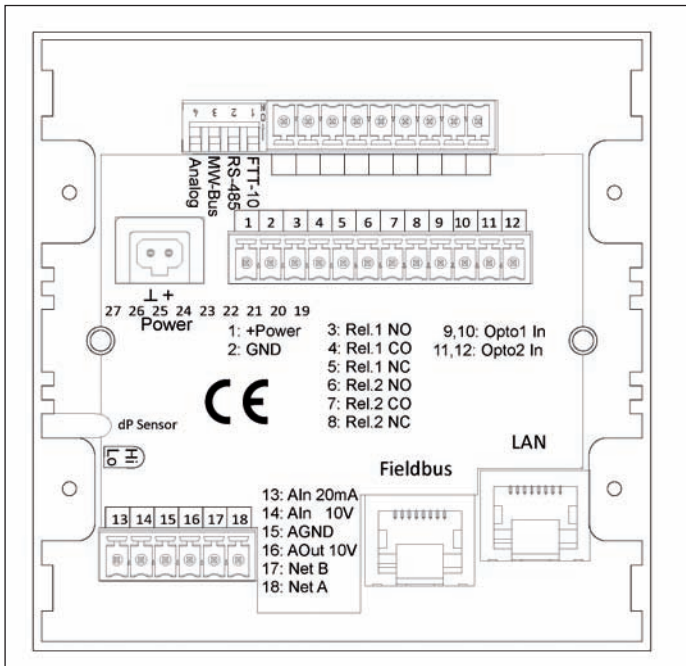 4 3 2 1
Analog
MW-Bus
RS-485
FTT-10
1 2 3 4 5 6 7 8 9 10 11 12
⊥ +
27 26 25 24 23 22 21 20 19
Power
1: +Power
2: GND
3: Rel.1 NO
4: Rel.1 CO
5: Rel.1 NC
6: Rel.2 NO
7: Rel.2 CO
8: Rel.2 NC
9,10: Opto1 In
11,12: Opto2 In
CE
dP Sensor
Hi
Lo
Fieldbus
LAN
13 14 15 16 17 18
13: AIn 20mA
14: AIn 10V
15: AGND
16: AOut 10V
17: Net B
18: Net A